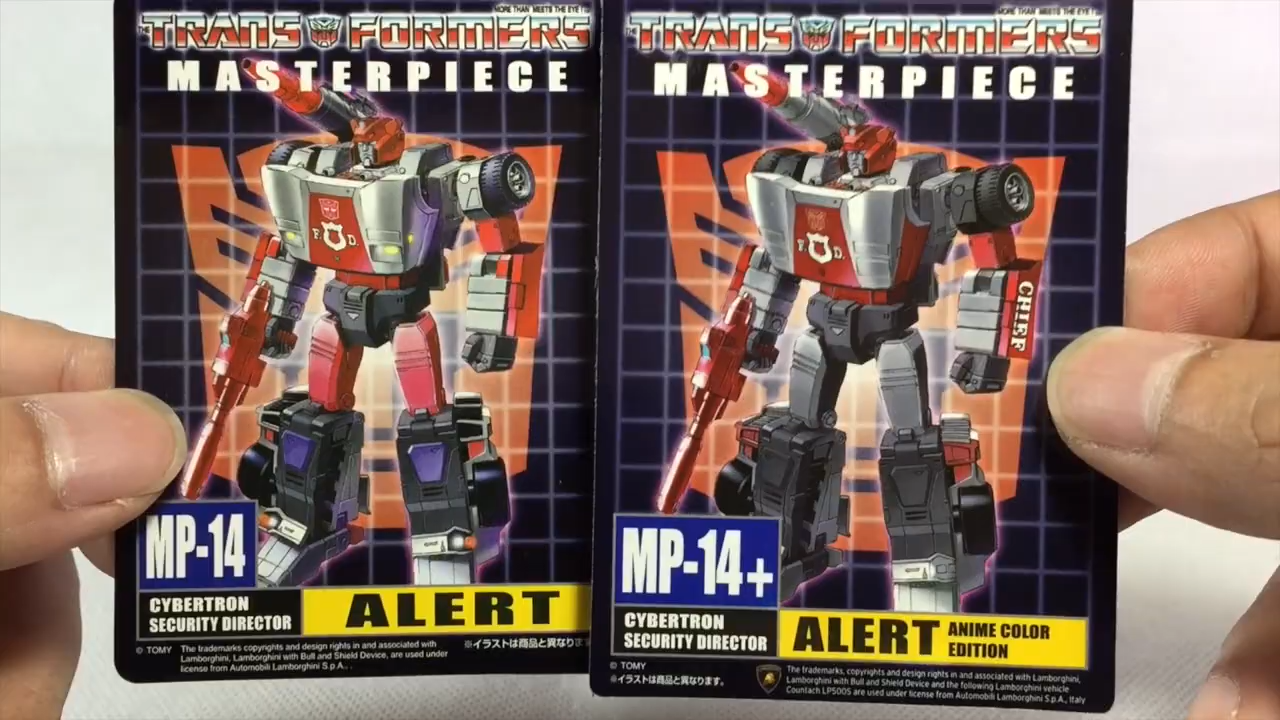 MORE THAN MEETS THE EYE
THE TRANSFORMERS
MASTERPIECE
F. D.
MP-14
CYBERTRON
SECURITY DIRECTOR
ALERT
© TOMY
The trademarks, copyrights and design rights in and associated with
Lamborghini, Lamborghini with Bull and Shield Device, are used under
license from Automobili Lamborghini S.p.A., .
※イラストは商品と異なりま
MORE THAN MEETS THE EYE
THE TRANSFORMERS
MASTERPIECE
F. D.
CHIEF
MP-14+
CYBERTRON
SECURITY DIRECTOR
ALERT
ANIME COLOR
EDITION
© TOMY
※イラストは商品と異なります。
The trademarks, copyrights and design rights in and associated with Lamborghini,
Lamborghini with Bull and Shield Device and the following Lamborghini vehicle
Countach LP500S are used under license from Automobili Lamborghini S.p.A., Italy